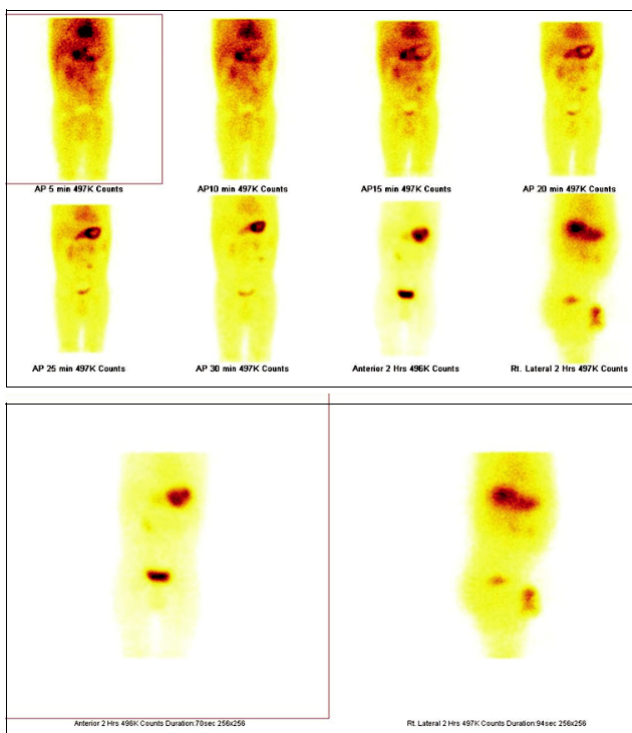 AP 5 min 497K Counts
AP10 min 497K Counts
AP15 min 497K Counts
AP 20 min 497K Counts
AP 25 min 497K Counts
AP 30 min 497K Counts
Anterier 2 Hrs 496K Counts
Rt. Lateral 2 Hrs 497K Counts
Anterier 2 Hrs 496K Counts Duration:70sec 256x256
Rt. Lateral 2 Hrs 497K Counts Duration:94sec 256x256